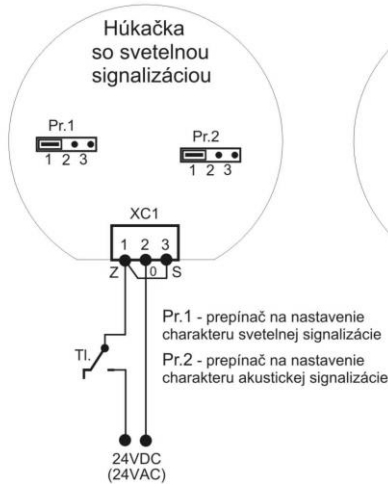 Húkačka
so svetelnou
signalizáciou
Pr.1
1 2 3
Pr.2
1 2 3
XC1
1 2 3
Z 0 S
Tl.
Pr.1 - prepínač na nastavenie
charakteru svetelnej signalizácie
Pr.2 - prepínač na nastavenie
charakteru akustickej signalizácie
24VDC
(24VAC)